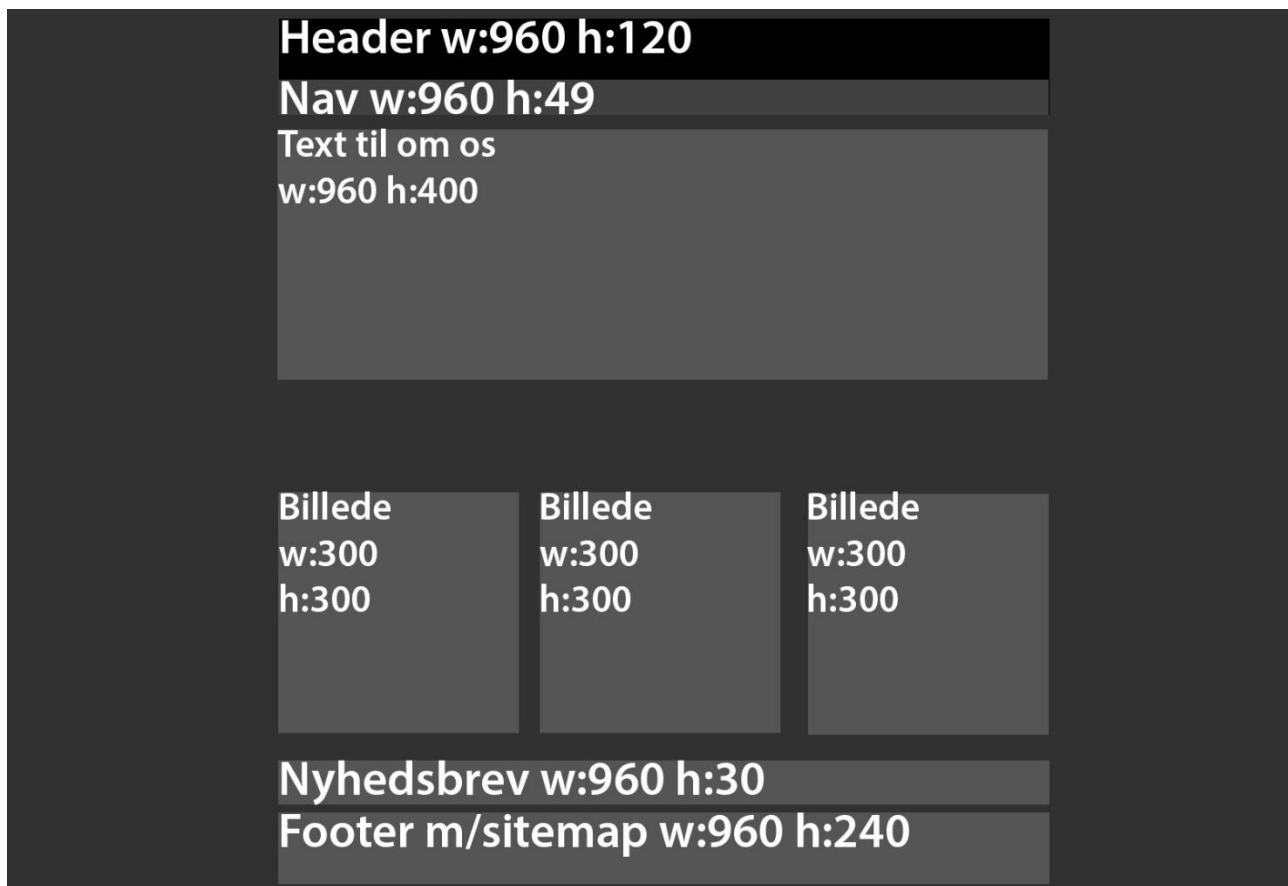 Header w:960 h:120
Nav w:960 h:49
Text til om os
w:960 h:400
Billede
w:300
h:300
Billede
w:300
h:300
Billede
w:300
h:300
Nyhedsbrev w:960 h:30
Footer m/sitemap w:960 h:240